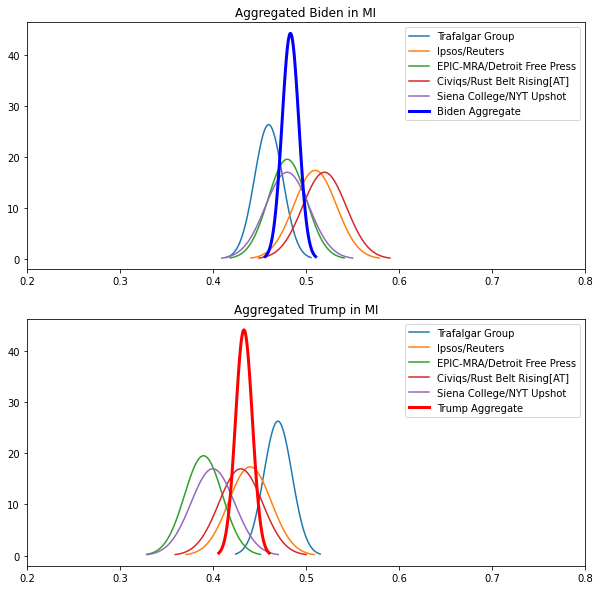 Aggregated Biden in MI
40
30
20
10
0
Trafalgar Group
Ipsos/Reuters
EPIC-MRA/Detroit Free Press
Civiqs/Rust Belt Rising[AT]
Siena College/NYT Upshot
Biden Aggregate
0.2 0.3 0.4 0.5 0.6 0.7 0.8
Aggregated Trump in MI
40
30
20
10
0
Trafalgar Group
Ipsos/Reuters
EPIC-MRA/Detroit Free Press
Civiqs/Rust Belt Rising[AT]
Siena College/NYT Upshot
Trump Aggregate
0.2 0.3 0.4 0.5 0.6 0.7 0.8